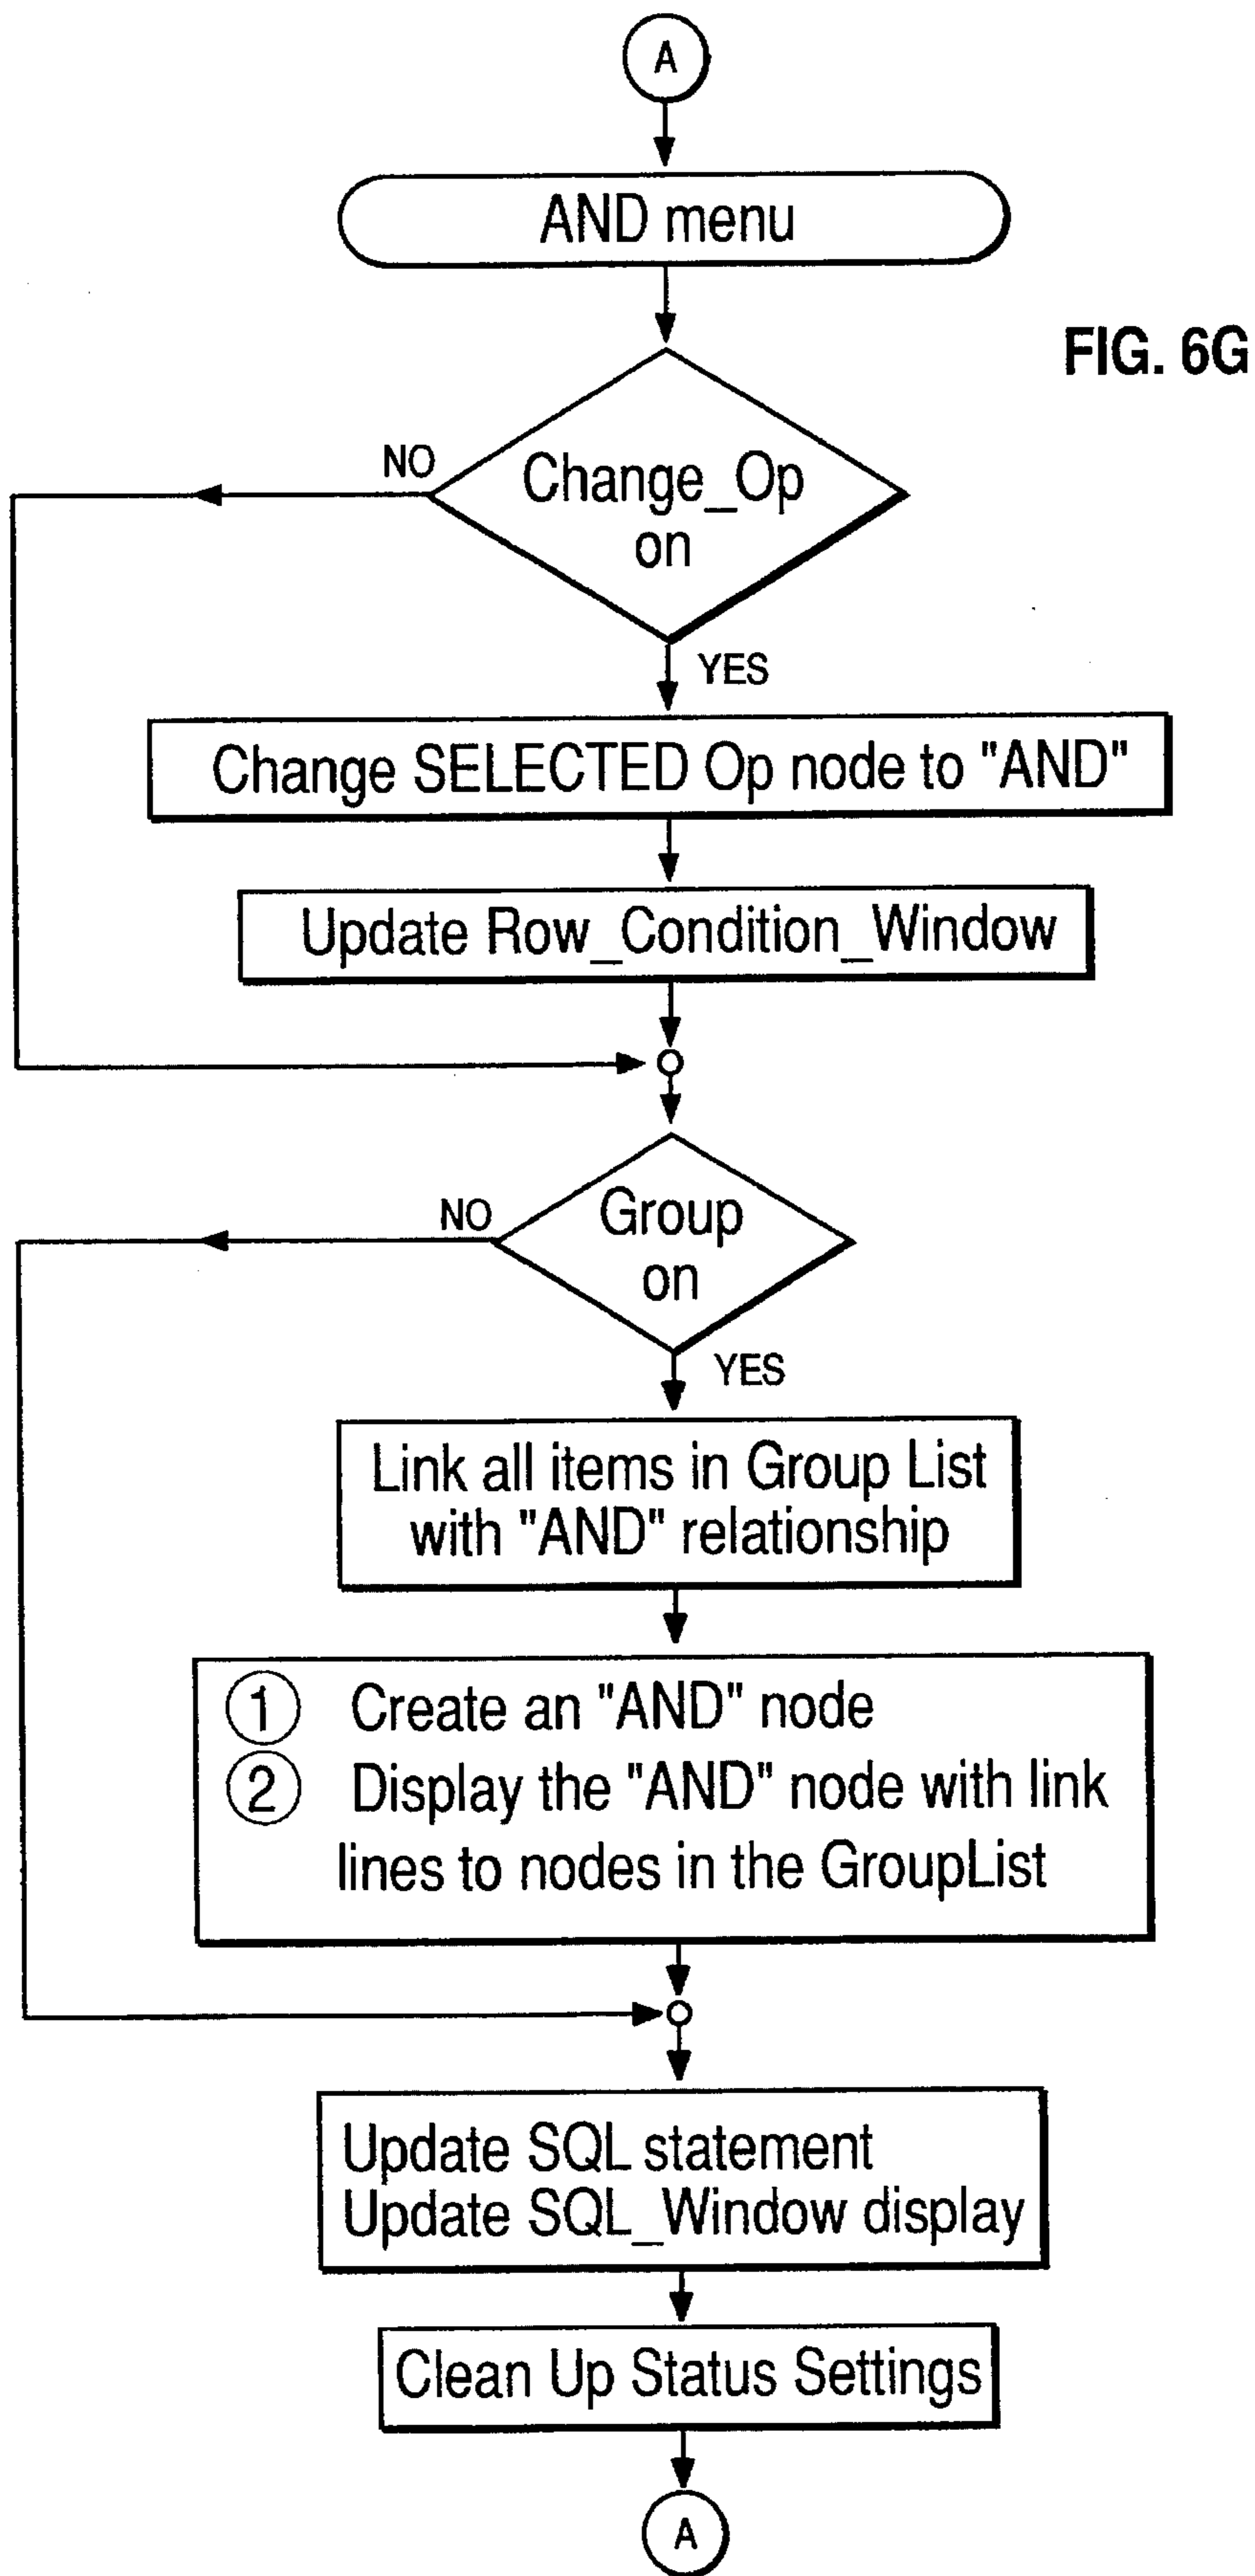 A
AND menu
FIG. 6G
NO
Change_Op
on
YES
Change SELECTED Op node to "AND"
Update Row_Condition_Window
NO
Group
on
YES
Link all items in Group List
with "AND" relationship
1 Create an "AND" node
2 Display the "AND" node with link
lines to nodes in the GroupList
Update SQL statement
Update SQL_Window display
Clean Up Status Settings
A